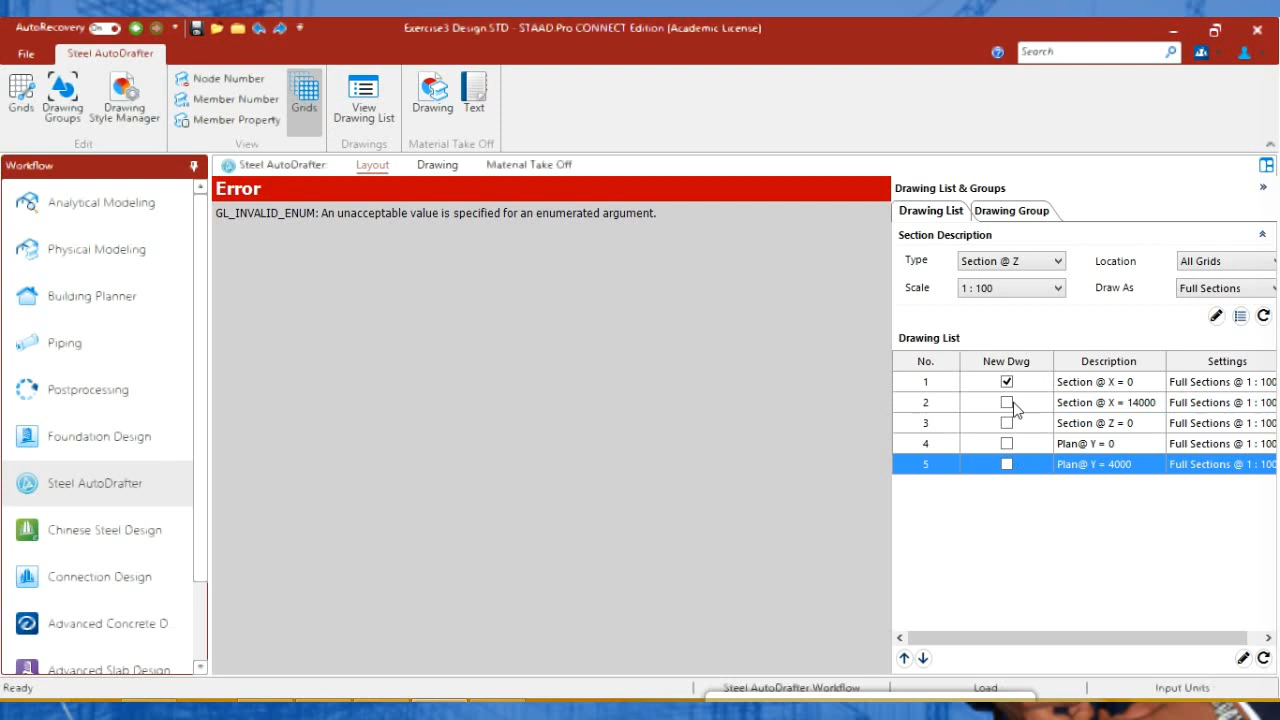 AutoRecovery On Exercise3 Design.STD - STAAD.Pro CONNECT Edition (Academic License)
File Steel AutoDrafter Search
Grids
Drawing Groups
Drawing Style Manager
Edit
Node Number
Member Number
Member Property
Grids
View
View Drawing List
Drawings
Drawing
Text
Material Take Off
Workflow
Analytical Modeling
Physical Modeling
Building Planner
Piping
Postprocessing
Foundation Design
Steel AutoDrafter
Chinese Steel Design
Connection Design
Advanced Concrete D...
Advanced Slab Design
Steel AutoDrafter Layout Drawing Material Take Off
Error
GL_INVALID_ENUM: An unacceptable value is specified for an enumerated argument.
Drawing List & Groups
Drawing List Drawing Group
Section Description
Type Section @ Z Location All Grids
Scale 1 : 100 Draw As Full Sections
Drawing List
No. New Dwg Description Settings
1 Section @ X = 0 Full Sections @ 1 : 100
2 Section @ X = 14000 Full Sections @ 1 : 100
3 Section @ Z = 0 Full Sections @ 1 : 100
4 Plan@ Y = 0 Full Sections @ 1 : 100
5 Plan@ Y = 4000 Full Sections @ 1 : 100
Ready Steel AutoDrafter Workflow Load Input Units